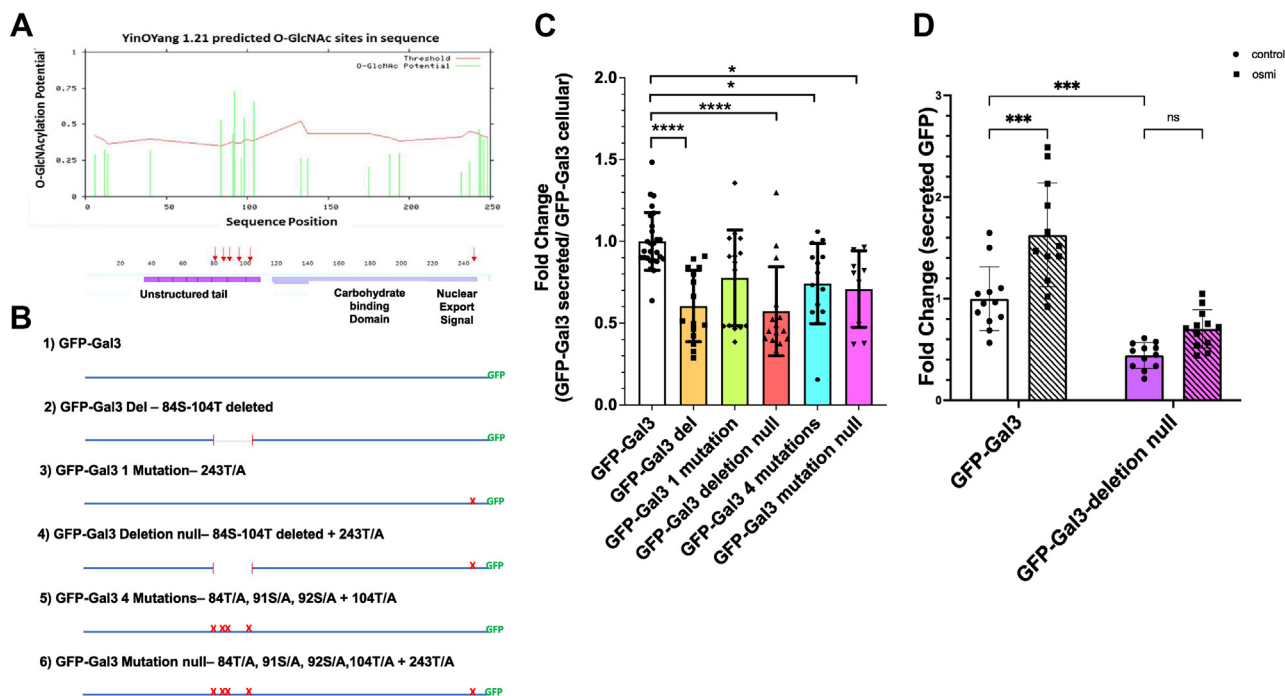 A
YinOYang 1.21 predicted O-GlcNAc sites in sequence
Threshold
O-GlcNAc Potential
O-GlcNAcylation Potential
1
0.75
0.5
0.25
0
0
50
100
150
200
250
Sequence Position
20
60
80
100
120
140
160
180
200
220
240
Unstructured tail
Carbohydrate
binding
Domain
Nuclear
Export
Signal
B
1) GFP-Gal3
GFP
2) GFP-Gal3 Del – 84S-104T deleted
GFP
3) GFP-Gal3 1 Mutation– 243T/A
X
GFP
4) GFP-Gal3 Deletion null– 84S-104T deleted + 243T/A
X
GFP
5) GFP-Gal3 4 Mutations– 84T/A, 91S/A, 92S/A + 104T/A
X XX X
GFP
6) GFP-Gal3 Mutation null– 84T/A, 91S/A, 92S/A,104T/A + 243T/A
X XX X X
GFP
C
Fold Change
(GFP-Gal3 secreted/ GFP-Gal3 cellular)
2.0
1.5
1.0
0.5
0.0
*
*
****
****
GFP-Gal3
GFP-Gal3 del
GFP-Gal3 1 mutation
GFP-Gal3 deletion null
GFP-Gal3 4 mutations
GFP-Gal3 mutation null
D
control
osmi
Fold Change (secreted GFP)
3
2
1
0
***
***
ns
GFP-Gal3
GFP-Gal3-deletion null